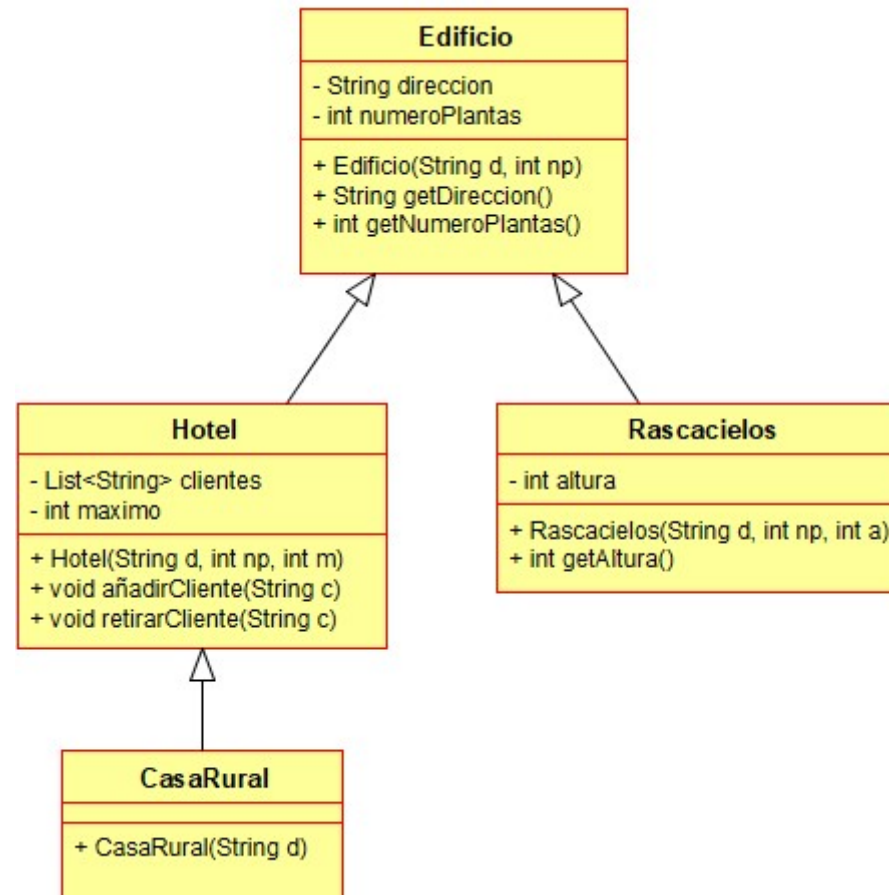 Edificio
- String direccion
- int numeroPlantas
+ Edificio(String d, int np)
+ String getDireccion()
+ int getNumeroPlantas()
Hotel
- List<String> clientes
- int maximo
+ Hotel(String d, int np, int m)
+ void añadirCliente(String c)
+ void retirarCliente(String c)
Rascacielos
- int altura
+ Rascacielos(String d, int np, int a)
+ int getAltura()
CasaRural
+ CasaRural(String d)